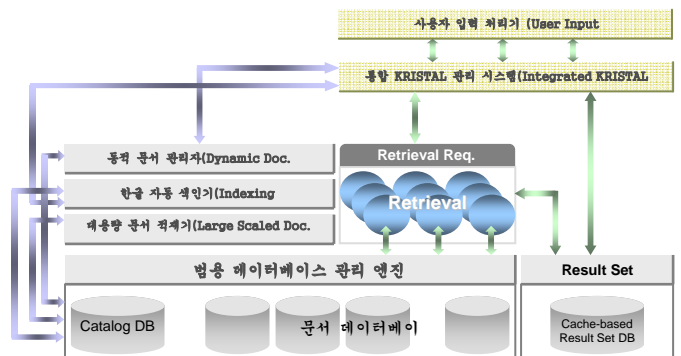 사용자 입력 처리기 (User Input
통합 KRISTAL 관리 시스템(Integrated KRISTAL
동적 문서 관리자(Dynamic Doc.
Retrieval Req.
한글 자동 색인기(Indexing
Retrieval
대용량 문서 적재기(Large Scaled Doc.
범용 데이터베이스 관리 엔진
Result Set
Catalog DB
문서 데이터베이
Cache-based
Result Set DB